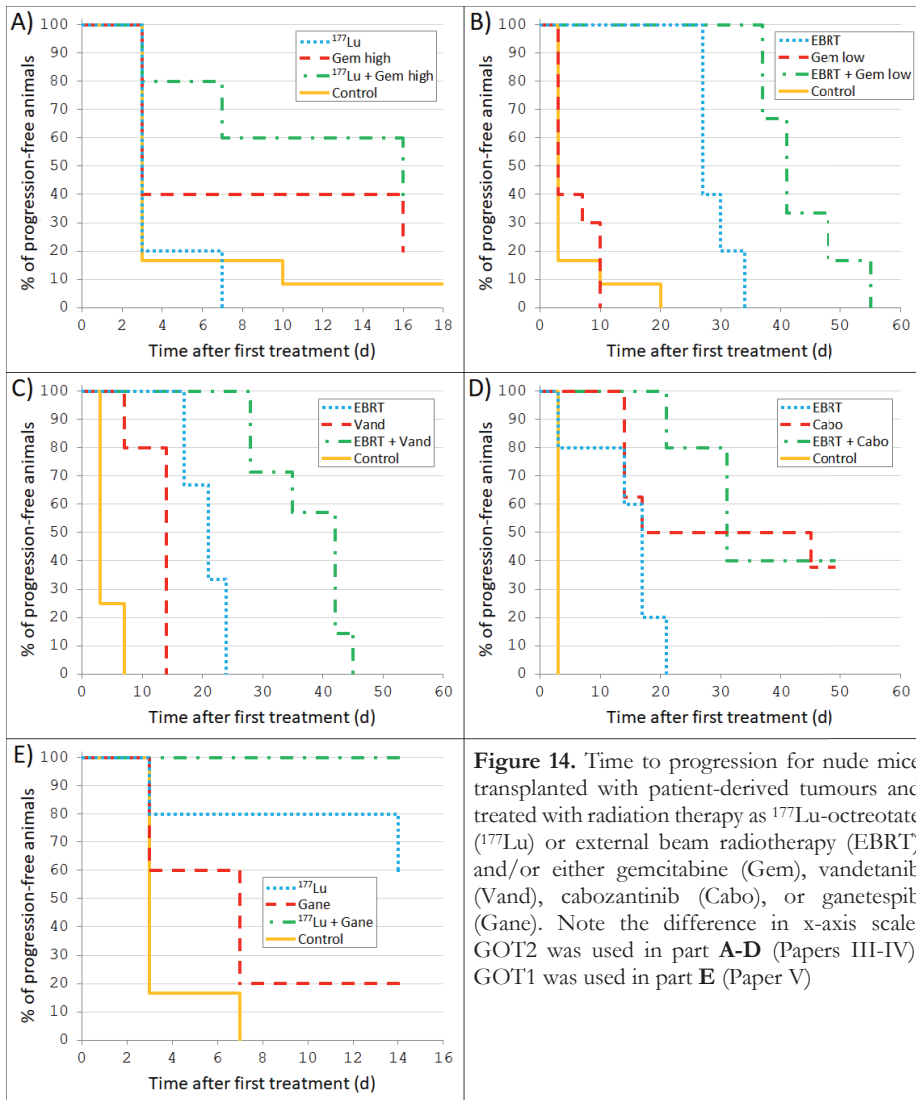 A)
100
90
80
70
60
50
40
30
20
10
0
% of progression-free animals
¹⁷⁷Lu
Gem high
¹⁷⁷Lu + Gem high
Control
0 2 4 6 8 10 12 14 16 18
Time after first treatment (d)
B)
100
90
80
70
60
50
40
30
20
10
0
% of progression-free animals
EBRT
Gem low
EBRT + Gem low
Control
0 10 20 30 40 50 60
Time after first treatment (d)
C)
100
90
80
70
60
50
40
30
20
10
0
% of progression-free animals
EBRT
Vand
EBRT + Vand
Control
0 10 20 30 40 50 60
Time after first treatment (d)
D)
100
90
80
70
60
50
40
30
20
10
0
% of progression-free animals
EBRT
Cabo
EBRT + Cabo
Control
0 10 20 30 40 50 60
Time after first treatment (d)
E)
100
90
80
70
60
50
40
30
20
10
0
% of progression-free animals
¹⁷⁷Lu
Gane
¹⁷⁷Lu + Gane
Control
0 2 4 6 8 10 12 14 16
Time after first treatment (d)
Figure 14. Time to progression for nude mice
transplanted with patient-derived tumours and
treated with radiation therapy as ¹⁷⁷Lu-octreotate
(¹⁷⁷Lu) or external beam radiotherapy (EBRT)
and/or either gemcitabine (Gem), vandetanib
(Vand), cabozantinib (Cabo), or ganetespib
(Gane). Note the difference in x-axis scale
GOT2 was used in part A-D (Papers III-IV)
GOT1 was used in part E (Paper V)